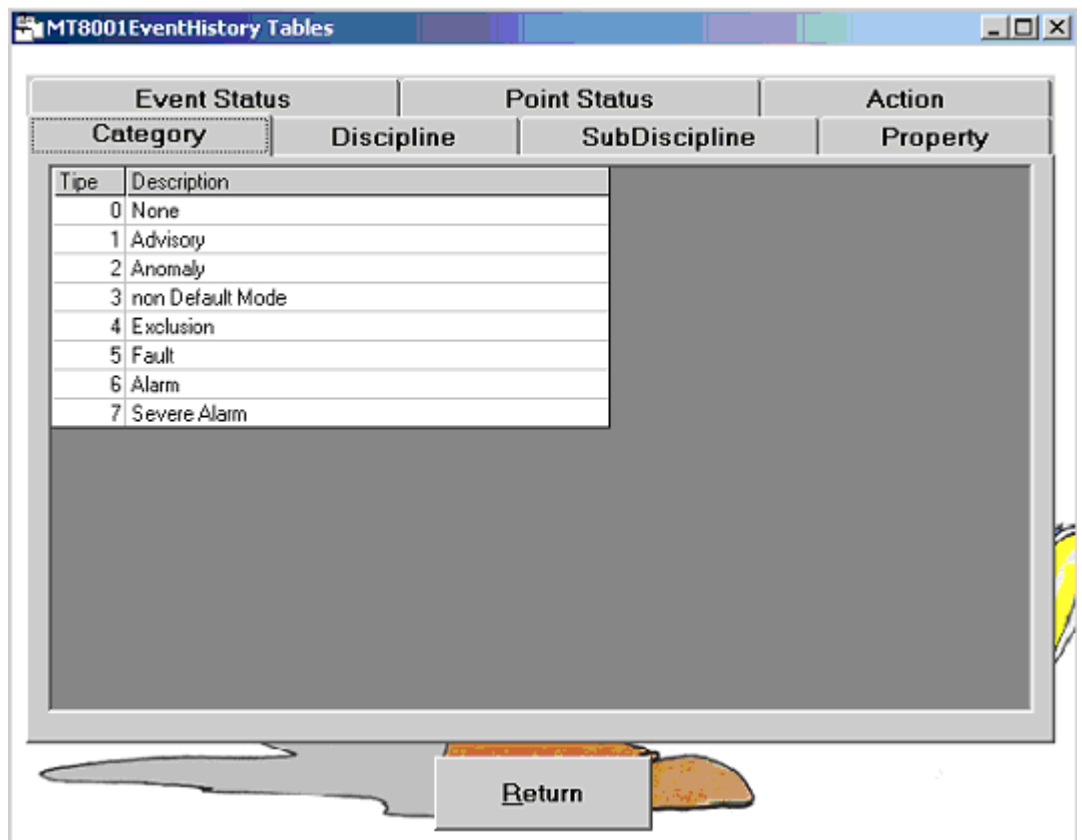 MT8001EventHistory Tables
Event Status Point Status Action
Category Discipline SubDiscipline Property
Tipe Description
0 None
1 Advisory
2 Anomaly
3 non Default Mode
4 Exclusion
5 Fault
6 Alarm
7 Severe Alarm
Return